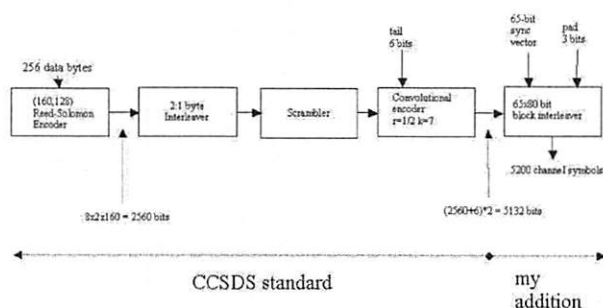 256 data bytes
(160,128)
Reed-Solomon
Encoder
2:1 byte
Interleaver
Scrambler
tail
6 bits
Convolutional
encoder
r=1/2 k=7
65-bit
sync
vector
pad
3 bits
65x80 bit
block interleaver
5200 channel symbols
8x2x160 = 2560 bits
(2560+6)*2 = 5132 bits
CCSDS standard
my
addition